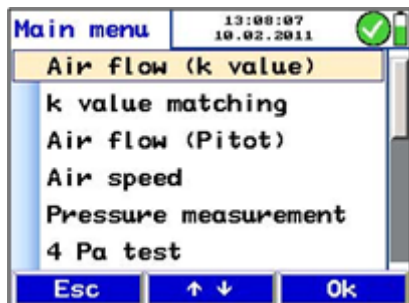 Main menu
13:08:07
10.02.2011
Air flow (k value)
k value matching
Air flow (Pitot)
Air speed
Pressure measurement
4 Pa test
Esc ↑ ↓ Ok